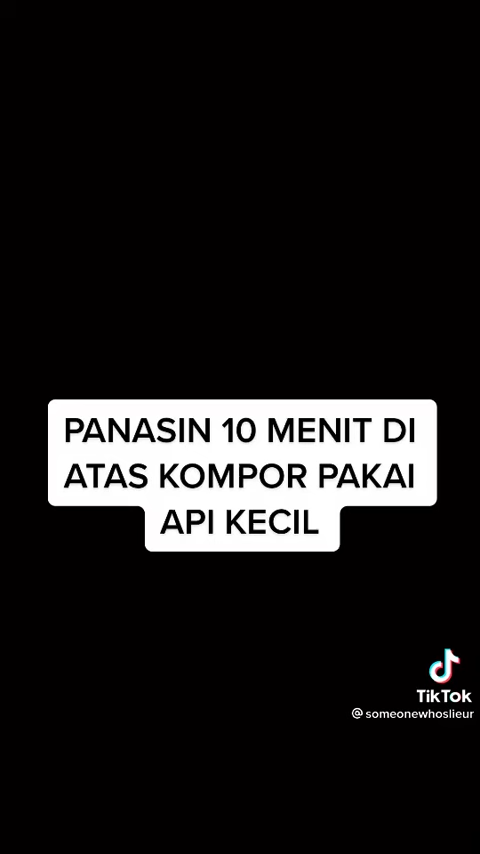 PANASIN 10 MENIT DI
ATAS KOMPOR PAKAI
API KECIL
TikTok
@someonewhoslieur